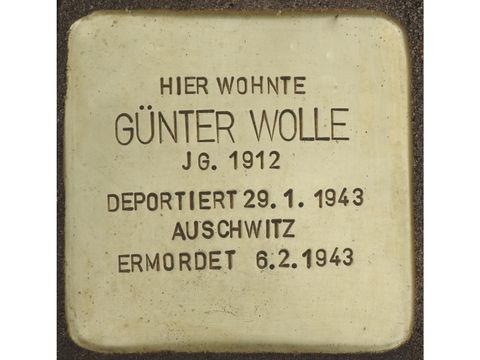 HIER WOHNTE
GÜNTER WOLLE
JG. 1912
DEPORTIERT 29.1.1943
AUSCHWITZ
ERMORDET 6.2.1943